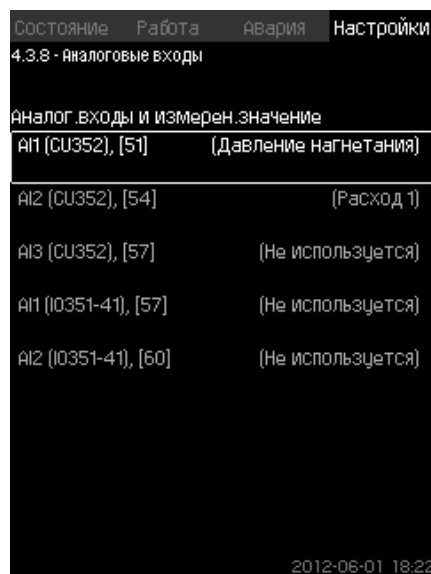 Состояние Работа Авария Настройки
4.3.8 - Аналоговые входы
Аналог.входы и измерен.значение
AI1 (CU352), [51] (Давление нагнетания)
AI2 (CU352), [54] (Расход 1)
AI3 (CU352), [57] (Не используется)
AI1 (IO351-41), [57] (Не используется)
AI2 (IO351-41), [60] (Не используется)
2012-06-01 18:22